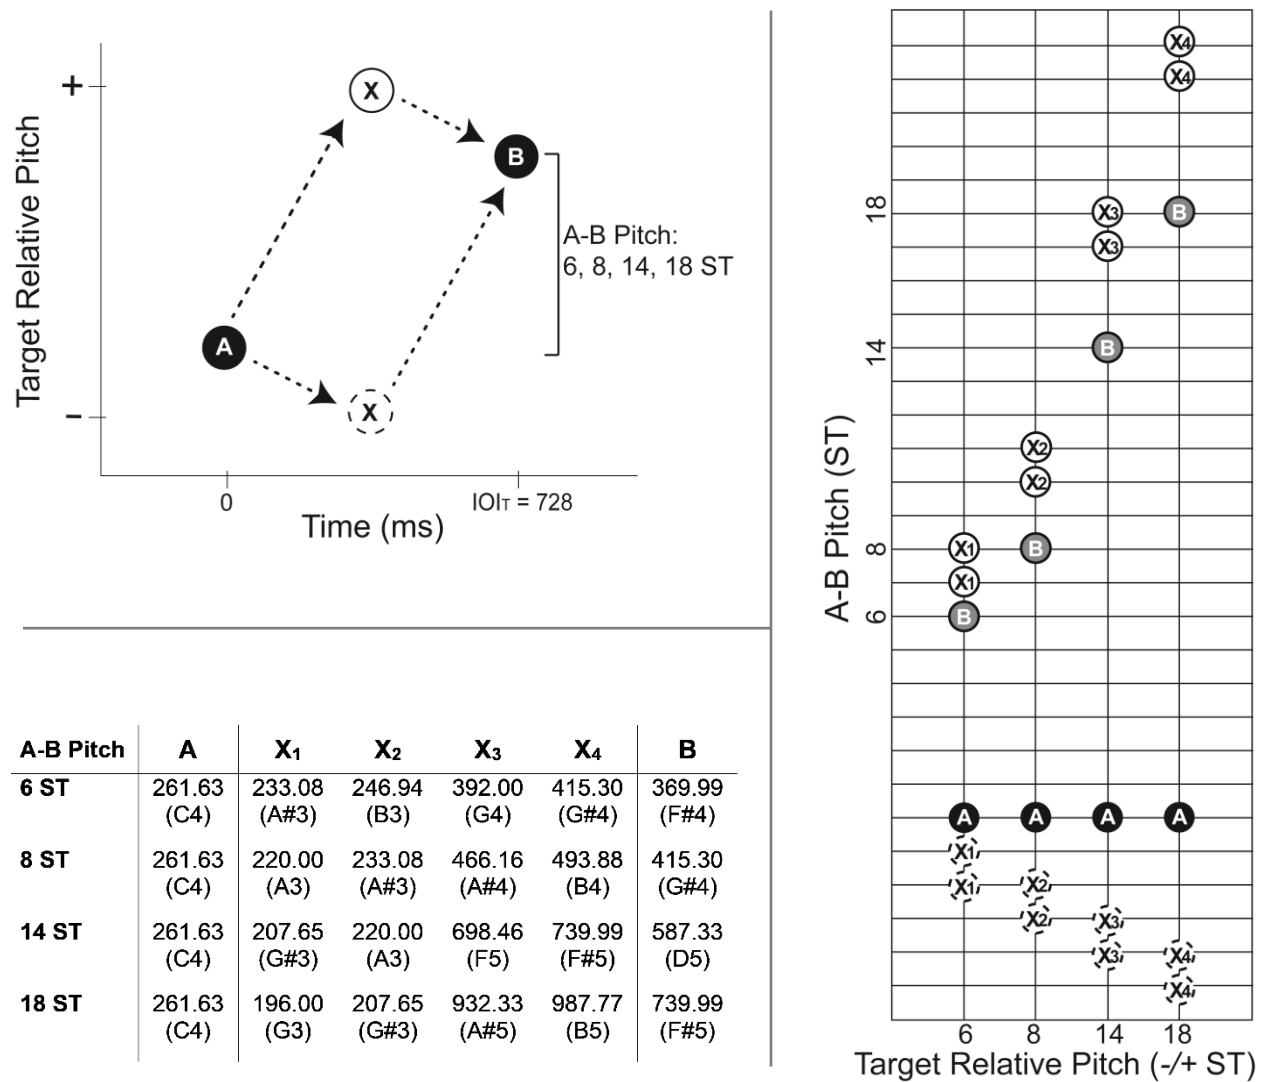 Target Relative Pitch
+
–
X
B
A
X
A-B Pitch:
6, 8, 14, 18 ST
0
IOIT = 728
Time (ms)
A-B Pitch A X1 X2 X3 X4 B
6 ST 261.63 233.08 246.94 392.00 415.30 369.99
(C4) (A#3) (B3) (G4) (G#4) (F#4)
8 ST 261.63 220.00 233.08 466.16 493.88 415.30
(C4) (A3) (A#3) (A#4) (B4) (G#4)
14 ST 261.63 207.65 220.00 698.46 739.99 587.33
(C4) (G#3) (A3) (F5) (F#5) (D5)
18 ST 261.63 196.00 207.65 932.33 987.77 739.99
(C4) (G3) (G#3) (A#5) (B5) (F#5)
A-B Pitch (ST)
X4
X4
18 X3 B
X3
14 B
X2
X2
8 X1 B
X1
6 B
A A A A
X1
X1 X2
X2 X3
X3 X4
X4
6 8 14 18
Target Relative Pitch (-/+ ST)